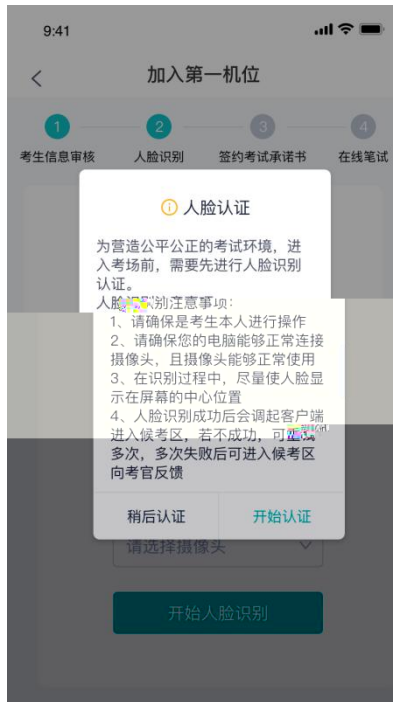 9:41
加入第一机位
1
2
3
4
考生信息审核
人脸识别
签约考试承诺书
在线笔试
人脸认证
为营造公平公正的考试环境，进
入考场前，需要先进行人脸识别
认证。
人脸识别注意事项：
1、请确保是考生本人进行操作
2、请确保您的电脑能够正常连接
摄像头，且摄像头能够正常使用
3、在识别过程中，尽量使人脸显
示在屏幕的中心位置
4、人脸识别成功后会调起客户端
进入候考区，若不成功，可
多次，多次失败后可进入候考区
向考官反馈
稍后认证
开始认证
请选择摄像头
开始人脸识别